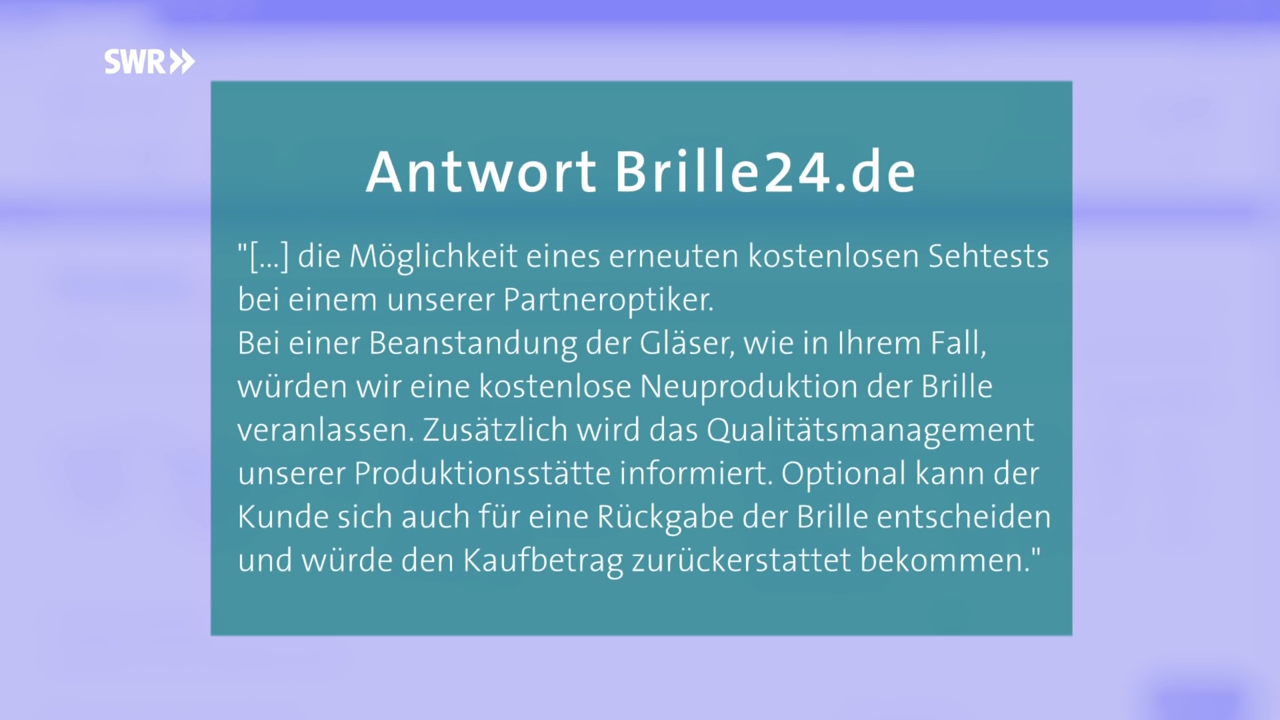 SWR
Antwort Brille24.de
"[...] die Möglichkeit eines erneuten kostenlosen Sehtests
bei einem unserer Partneroptiker.
Bei einer Beanstandung der Gläser, wie in Ihrem Fall,
würden wir eine kostenlose Neuproduktion der Brille
veranlassen. Zusätzlich wird das Qualitätsmanagement
unserer Produktionsstätte informiert. Optional kann der
Kunde sich auch für eine Rückgabe der Brille entscheiden
und würde den Kaufbetrag zurückerstattet bekommen."